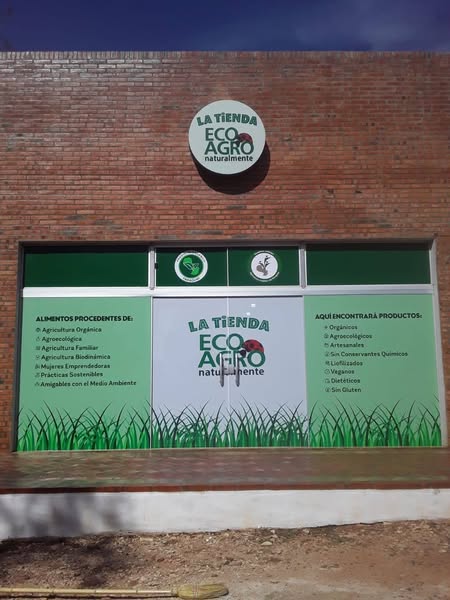 LA TiENDA
ECO
AGRO
naturalmente
ALIMENTOS PROCEDENTES DE:
Agricultura Orgánica
Agroecológica
Agricultura Familiar
Agricultura Biodinámica
Mujeres Emprendedoras
Prácticas Sostenibles
Amigables con el Medio Ambiente
LA TiENDA
ECO
AGRO
naturalmente
AQUÍ ENCONTRARÁ PRODUCTOS:
Orgánicos
Agroecológicos
Artesanales
Sin Conservantes Químicos
Liofilizados
Véganos
Dietéticos
Sin Gluten